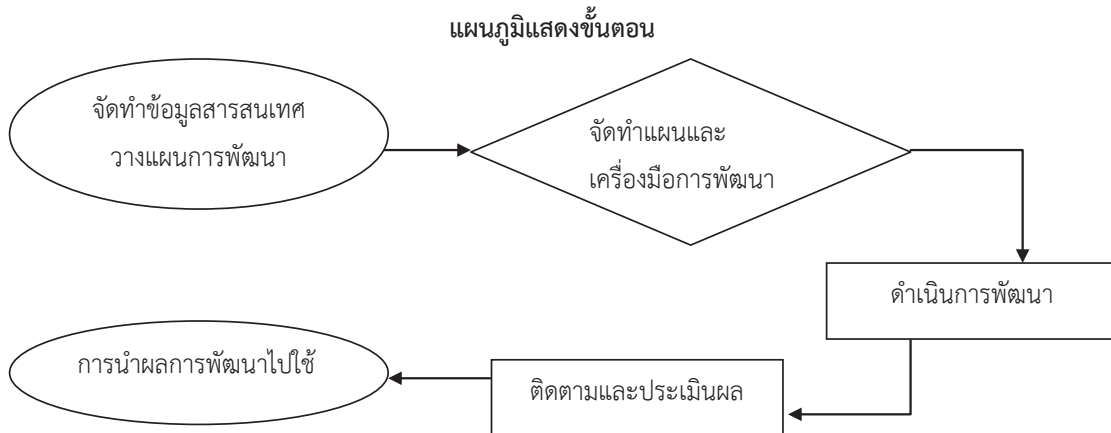 แผนภูมิแสดงขั้นตอน
จัดทำข้อมูลสารสนเทศ
วางแผนการพัฒนา
จัดทำแผนและ
เครื่องมือการพัฒนา
ดำเนินการพัฒนา
ติดตามและประเมินผล
การนำผลการพัฒนาไปใช้